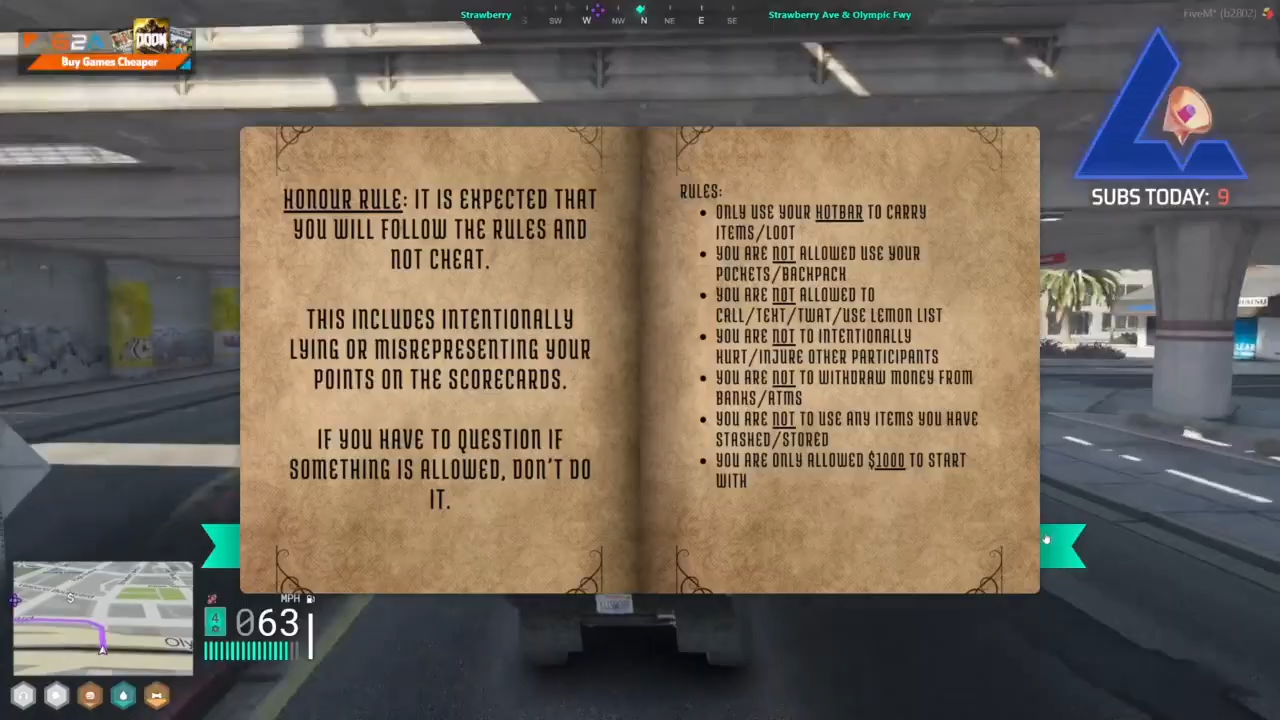 Strawberry
S SW W NW N NE E SE
Strawberry Ave & Olympic Fwy
FiveM* (b2802)
G2A
DOOM
Buy Games Cheaper
SUBS TODAY: 9
HONOUR RULE: IT IS EXPECTED THAT
YOU WILL FOLLOW THE RULES AND
NOT CHEAT.
THIS INCLUDES INTENTIONALLY
LYING OR MISREPRESENTING YOUR
POINTS ON THE SCORECARDS.
IF YOU HAVE TO QUESTION IF
SOMETHING IS ALLOWED, DON'T DO
IT.
RULES:
• ONLY USE YOUR HOTBAR TO CARRY
ITEMS/LOOT
• YOU ARE NOT ALLOWED USE YOUR
POCKETS/BACKPACK
• YOU ARE NOT ALLOWED TO
CALL/TEXT/TWAT/USE LEMON LIST
• YOU ARE NOT TO INTENTIONALLY
HURT/INJURE OTHER PARTICIPANTS
• YOU ARE NOT TO WITHDRAW MONEY FROM
BANKS/ATMS
• YOU ARE NOT TO USE ANY ITEMS YOU HAVE
STASHED/STORED
• YOU ARE ONLY ALLOWED $1000 TO START
WITH
MPH
4
063
$
Oly